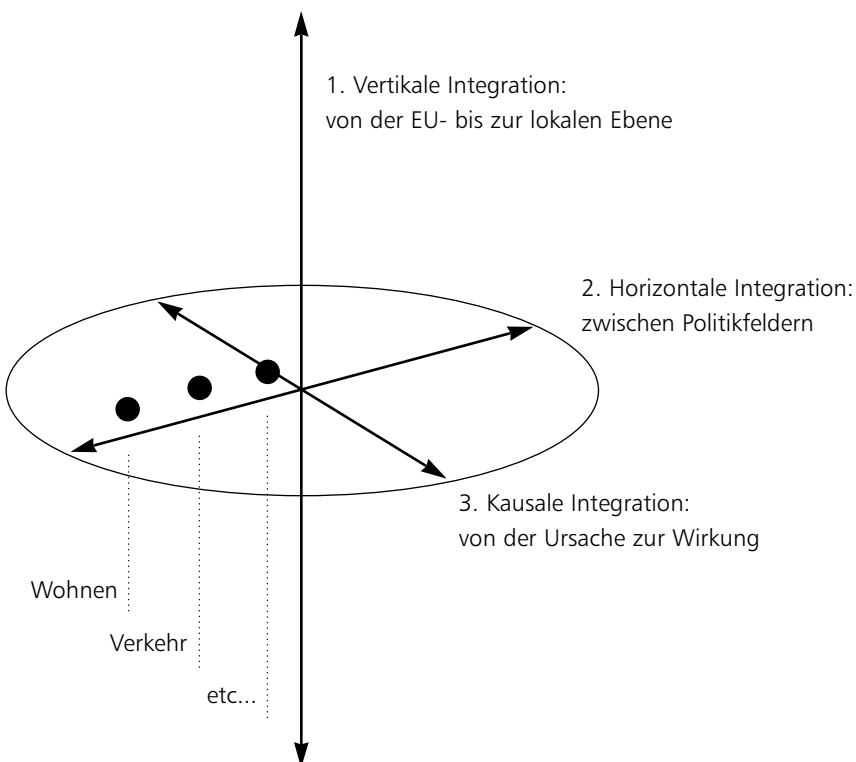 1. Vertikale Integration:
von der EU- bis zur lokalen Ebene
2. Horizontale Integration:
zwischen Politikfeldern
3. Kausale Integration:
von der Ursache zur Wirkung
Wohnen
Verkehr
etc...